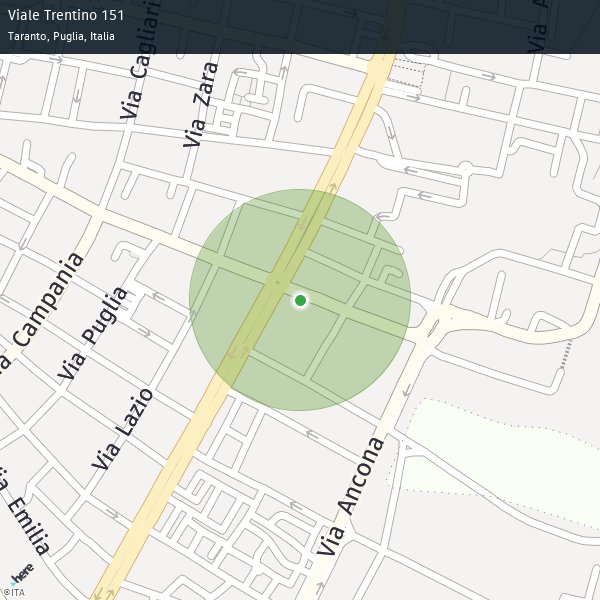 Viale Trentino 151
Taranto, Puglia, Italia
Via Cagliari
Via A
Via Zara
Campania
Via Puglia
Via Lazio
Via Emilia
Via Ancona
here
©ITA